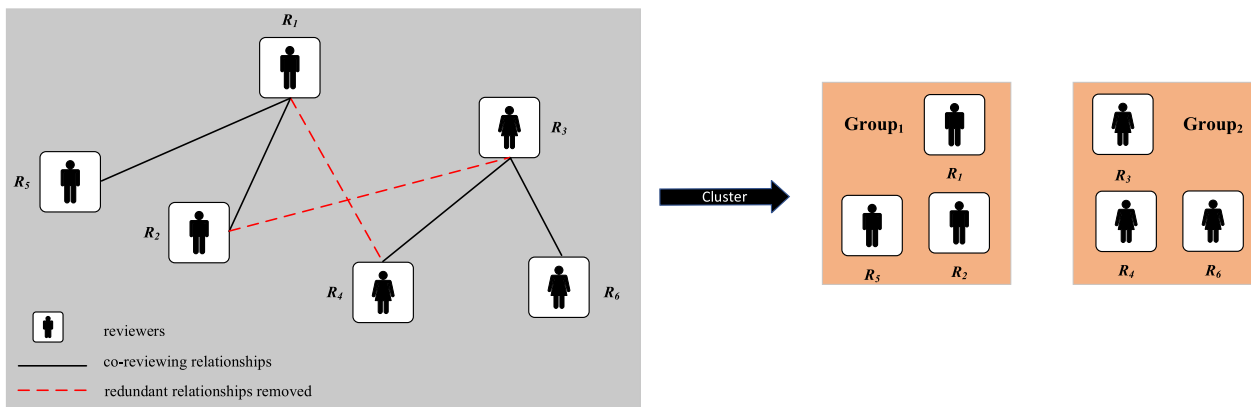 R1
R3
R5
R2
R4
R6
reviewers
co-reviewing relationships
redundant relationships removed
Cluster
Group1
R1
R5
R2
Group2
R3
R4
R6